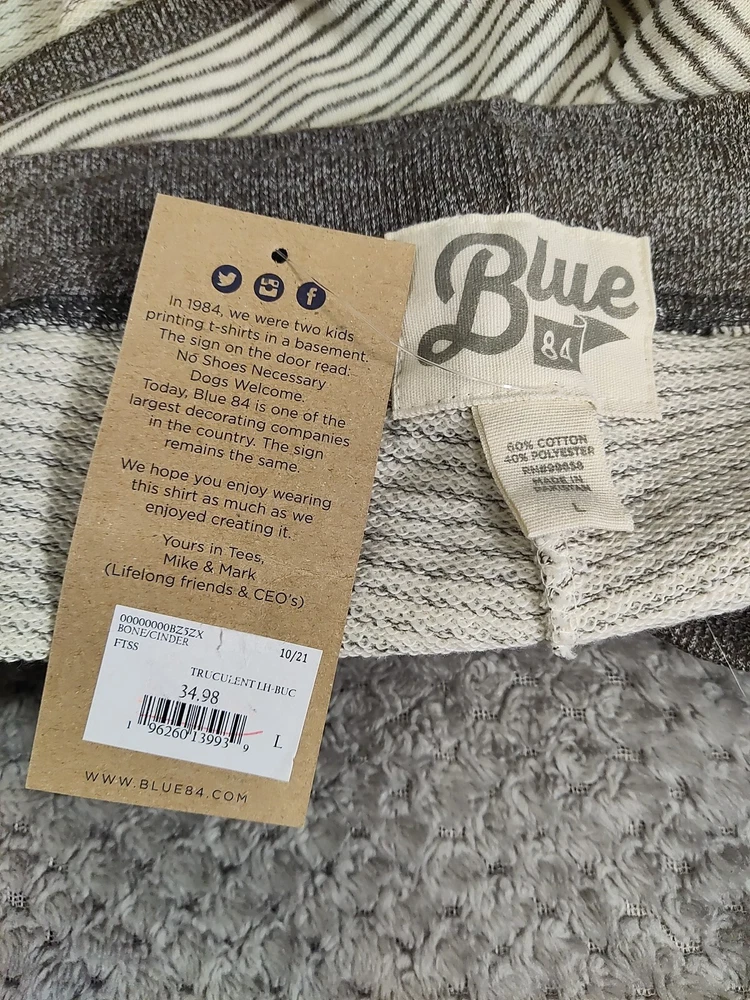 In 1984, we were two kids
printing t-shirts in a basement.
The sign on the door read:
No Shoes Necessary
Dogs Welcome.
Today, Blue 84 is one of the
largest decorating companies
in the country. The sign
remains the same.
We hope you enjoy wearing
this shirt as much as we
enjoyed creating it.
Yours in Tees,
Mike & Mark
(Lifelong friends & CEO's)
00000000BZ5ZX
BONE/CINDER
10/21
FTSS
TRUCULENT LH-BUC
34.98
1 96260 13993 9
L
WWW.BLUE84.COM
Blue
84
60% COTTON
40% POLYESTER
MADE IN
PAKISTAN
L